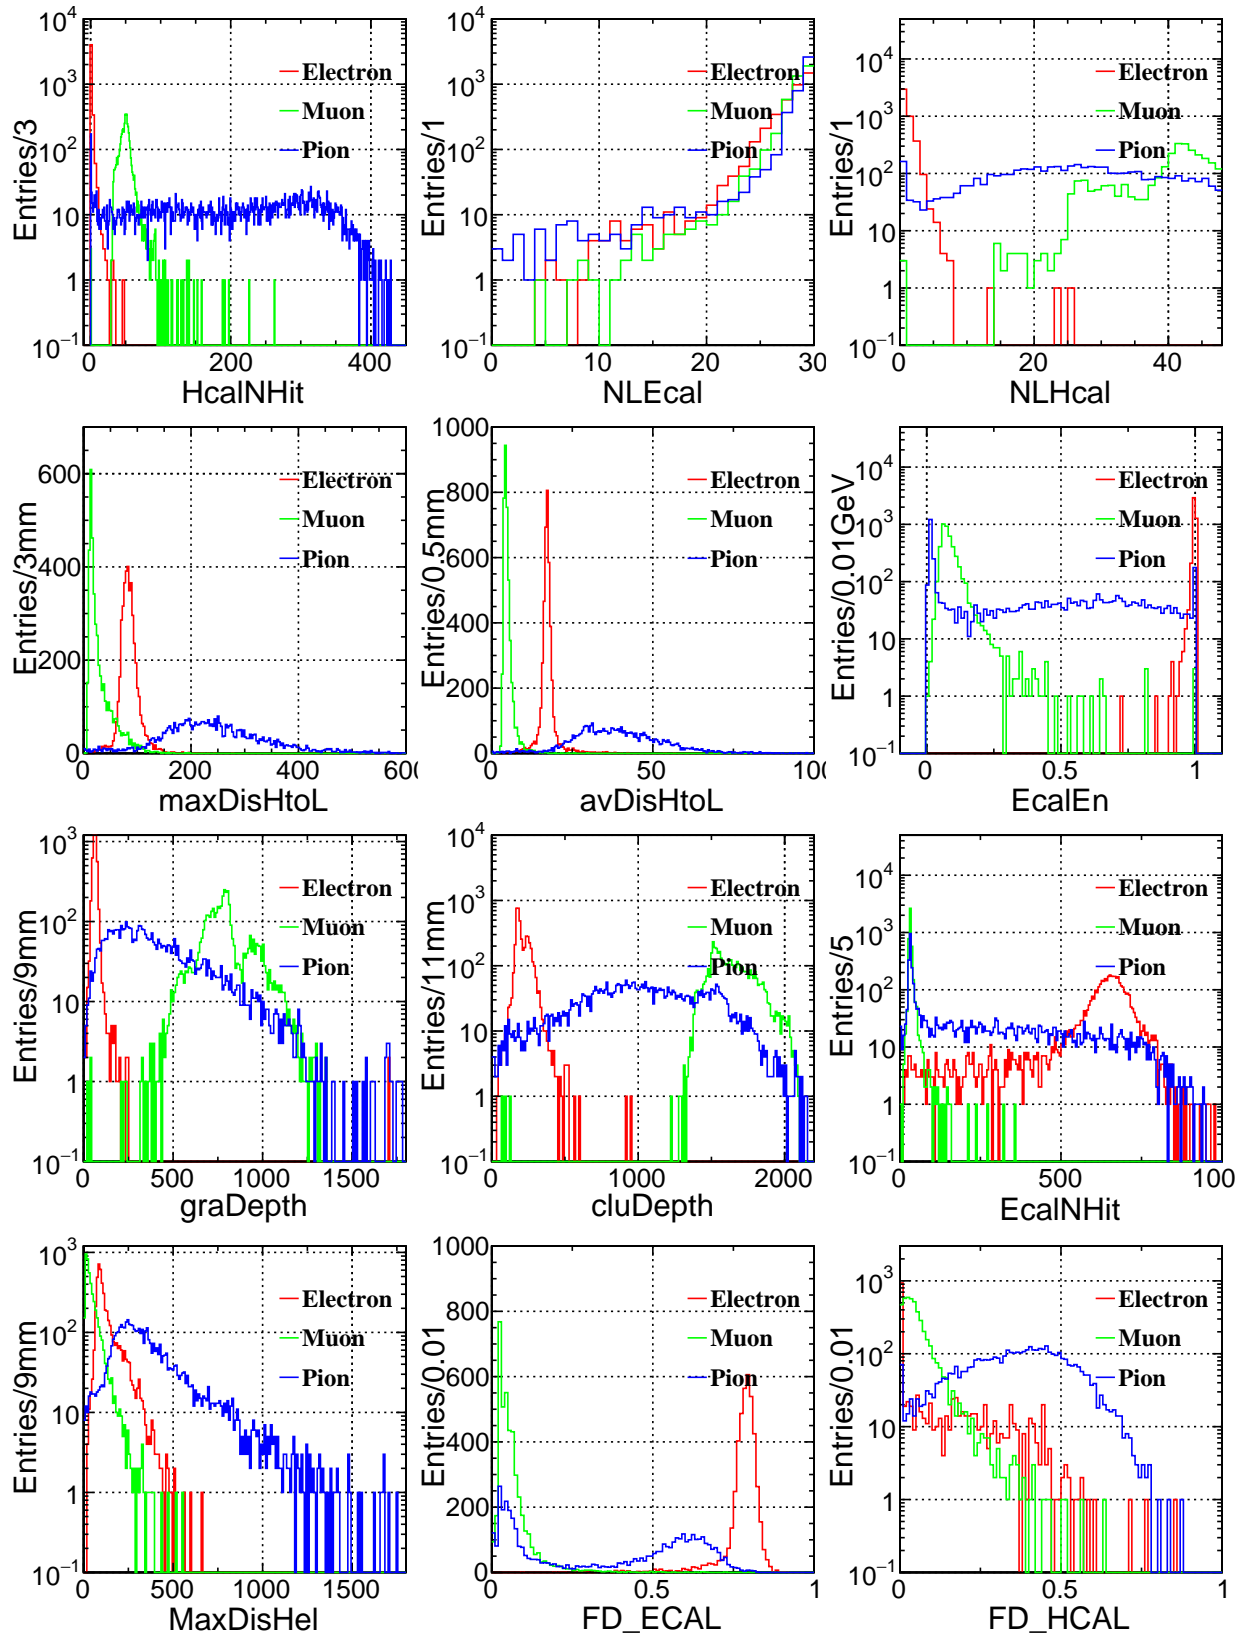 Entries/3
10⁴
10³
10²
10
1
10⁻¹
Electron
Muon
Pion
0 200 400
HcalNHit
Entries/1
10⁴
10³
10²
10
1
10⁻¹
Electron
Muon
Pion
0 10 20 30
NLEcal
Entries/1
10⁴
10³
10²
10
1
10⁻¹
Electron
Muon
Pion
0 20 40
NLHcal
Entries/3mm
600
400
200
0
Electron
Muon
Pion
0 200 400 60
maxDisHtoL
Entries/0.5mm
1000
800
600
400
200
0
Electron
Muon
Pion
0 50 100
avDisHtoL
Entries/0.01GeV
10⁴
10³
10²
10
1
10⁻¹
Electron
Muon
Pion
0 0.5 1
EcalEn
Entries/9mm
10³
10²
10
1
10⁻¹
Electron
Muon
Pion
0 500 1000 1500
graDepth
Entries/11mm
10⁴
10³
10²
10
1
10⁻¹
Electron
Muon
Pion
0 1000 2000
cluDepth
Entries/5
10⁴
10³
10²
10
1
10⁻¹
Electron
Muon
Pion
0 500 100
EcalNHit
Entries/9mm
10³
10²
10
1
10⁻¹
Electron
Muon
Pion
0 500 1000 1500
MaxDisHel
Entries/0.01
1000
800
600
400
200
0
Electron
Muon
Pion
0 0.5 1
FD_ECAL
Entries/0.01
10³
10²
10
1
10⁻¹
Electron
Muon
Pion
0 0.5 1
FD_HCAL